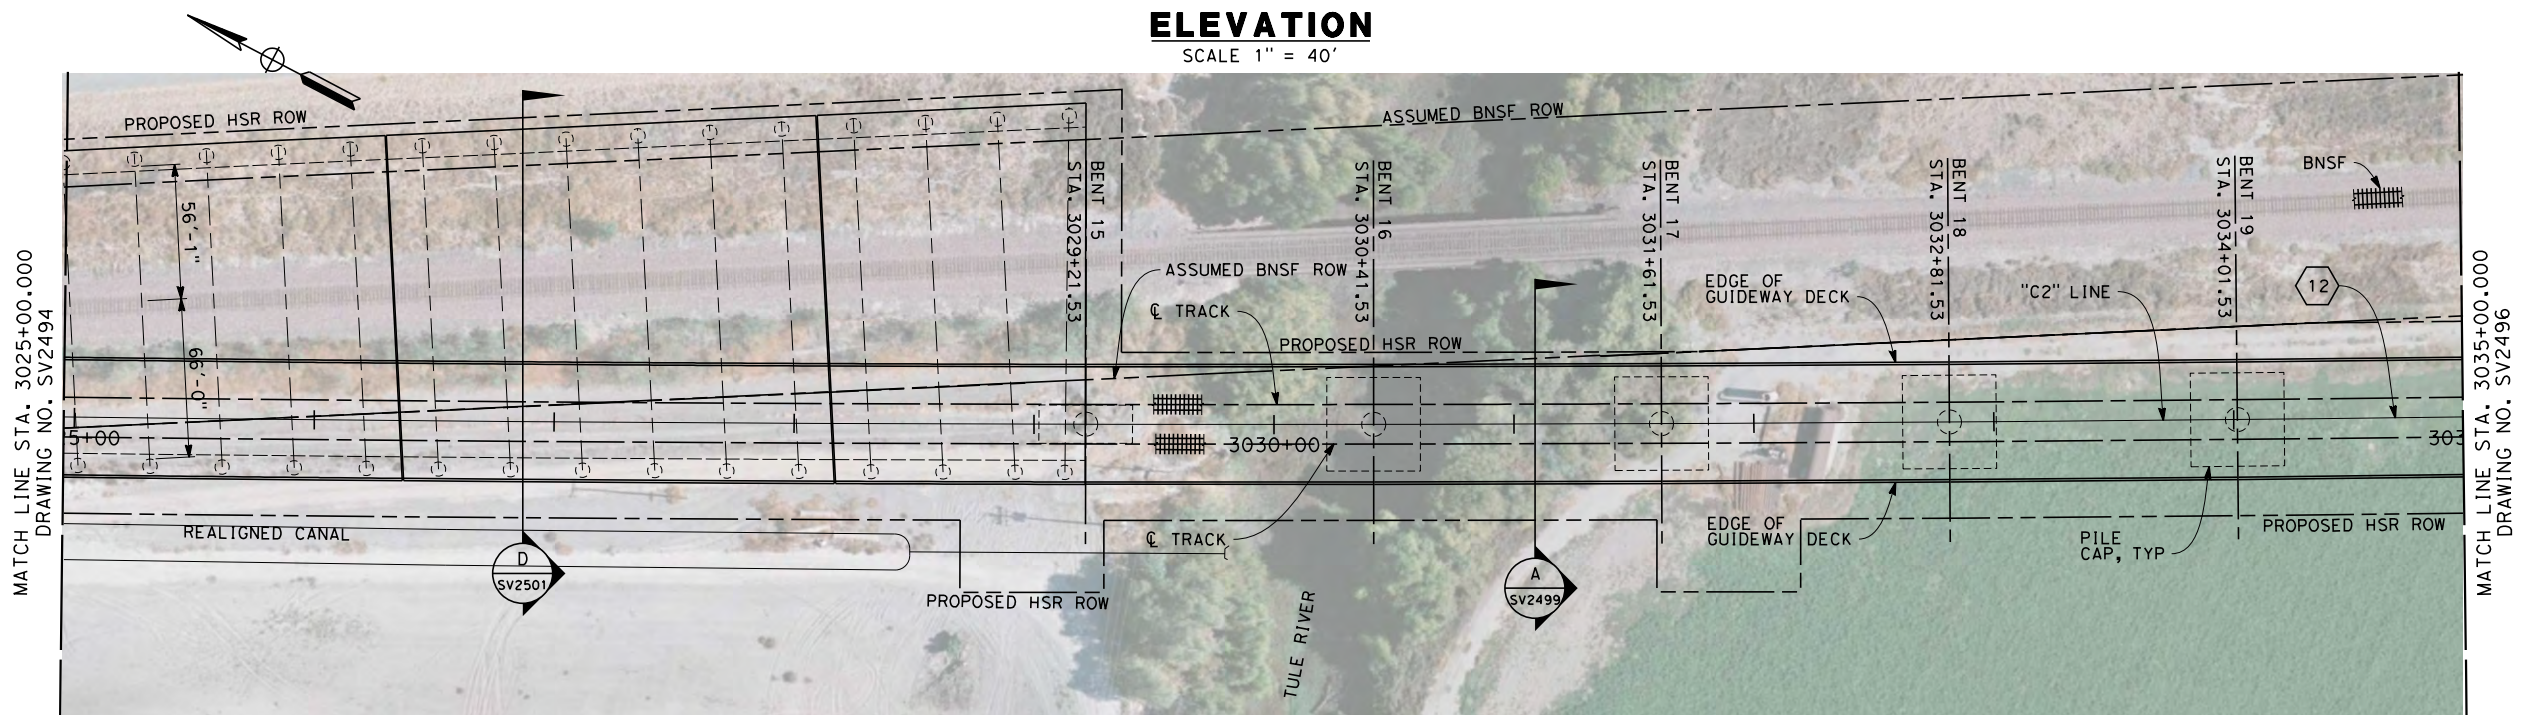 ELEVATION
SCALE 1" = 40'
PROPOSED HSR ROW
ASSUMED BNSF ROW
BNSF
56'-1"
66'-0"
BENT 15
STA. 3029+21.53
BENT 16
STA. 3030+41.53
BENT 17
STA. 3031+61.53
BENT 18
STA. 3032+81.53
BENT 19
STA. 3034+01.53
ASSUMED BNSF ROW
℄ TRACK
EDGE OF
GUIDEWAY DECK
"C2" LINE
12
PROPOSED HSR ROW
MATCH LINE STA. 3025+00.000
DRAWING NO. SV2494
MATCH LINE STA. 3035+00.000
DRAWING NO. SV2496
5+00
3030+00
303
REALIGNED CANAL
℄ TRACK
EDGE OF
GUIDEWAY DECK
PILE
CAP, TYP
PROPOSED HSR ROW
D
SV2501
A
SV2499
PROPOSED HSR ROW
TULE RIVER